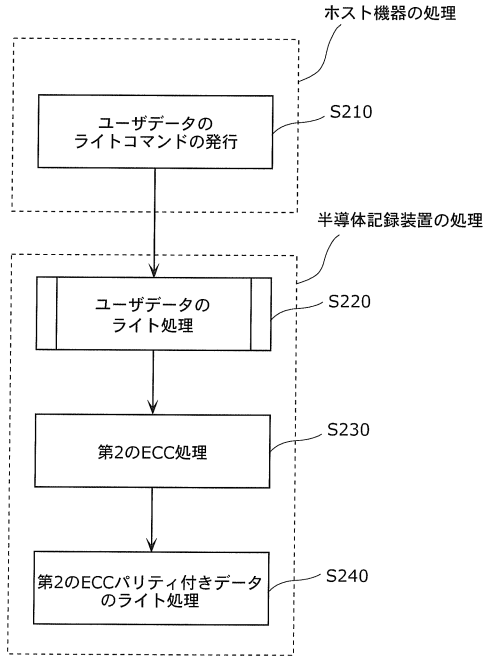 ホスト機器の処理
ユーザデータの
ライトコマンドの発行
S210
半導体記録装置の処理
ユーザデータの
ライト処理
S220
第2のECC処理
S230
第2のECCパリティ付きデータ
のライト処理
S240